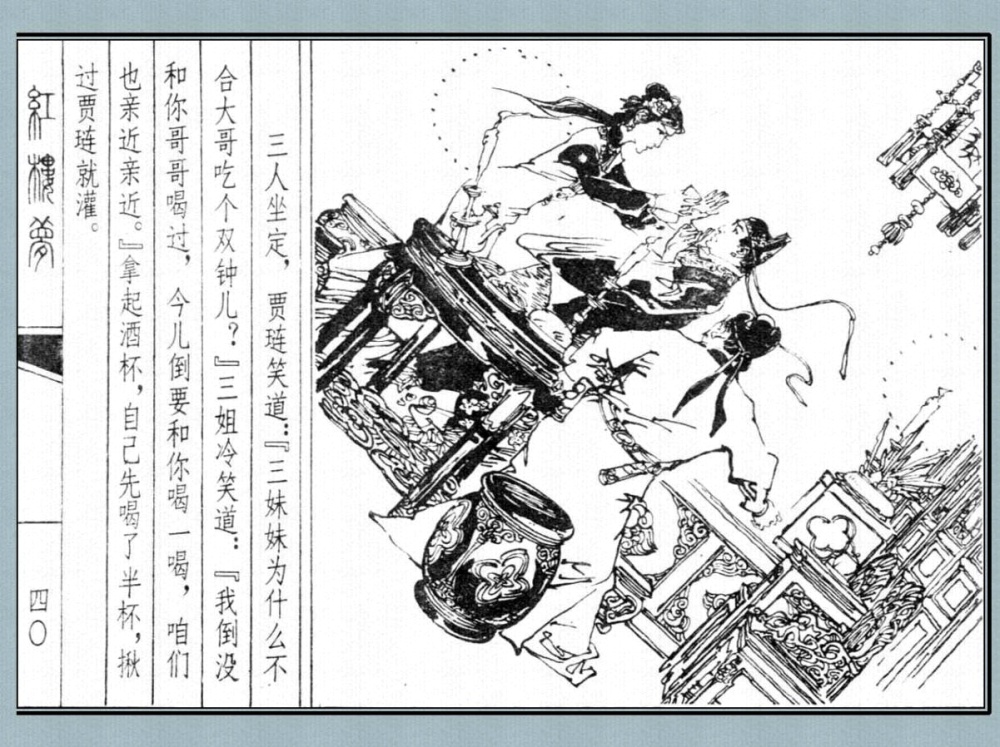 三人坐定，贾琏笑道：『三妹妹为什么不
合大哥吃个双钟儿？』三姐冷笑道：『我倒没
和你哥哥喝过，今儿倒要和你喝一喝，咱们
也亲近亲近。』拿起酒杯，自己先喝了半杯，揪
过贾琏就灌。
紅樓夢
四〇